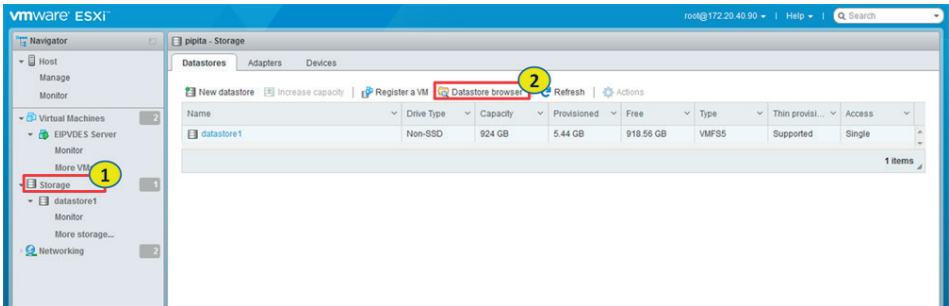 vmware ESXi™
root@172.20.40.90 | Help | Search
Navigator
Host
Manage
Monitor
Virtual Machines 2
EIPVDES Server
Monitor
More VM
1
Storage 1
datastore1
Monitor
More storage...
Networking 2
pipita - Storage
Datastores Adapters Devices
2
New datastore Increase capacity | Register a VM Datastore browser | Refresh | Actions
Name Drive Type Capacity Provisioned Free Type Thin provisi... Access
datastore1 Non-SSD 924 GB 5.44 GB 918.56 GB VMFS5 Supported Single
1 items